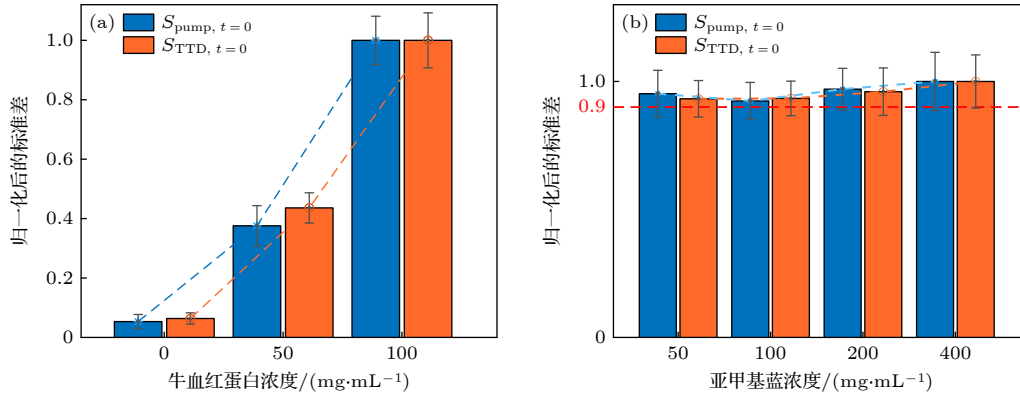 (a)
S_pump, t=0
S_TTD, t=0
归一化后的标准差
1.0
0.8
0.6
0.4
0.2
0
0 50 100
牛血红蛋白浓度/(mg·mL⁻¹)
(b)
S_pump, t=0
S_TTD, t=0
归一化后的标准差
1.0
0.9
0
50 100 200 400
亚甲基蓝浓度/(mg·mL⁻¹)